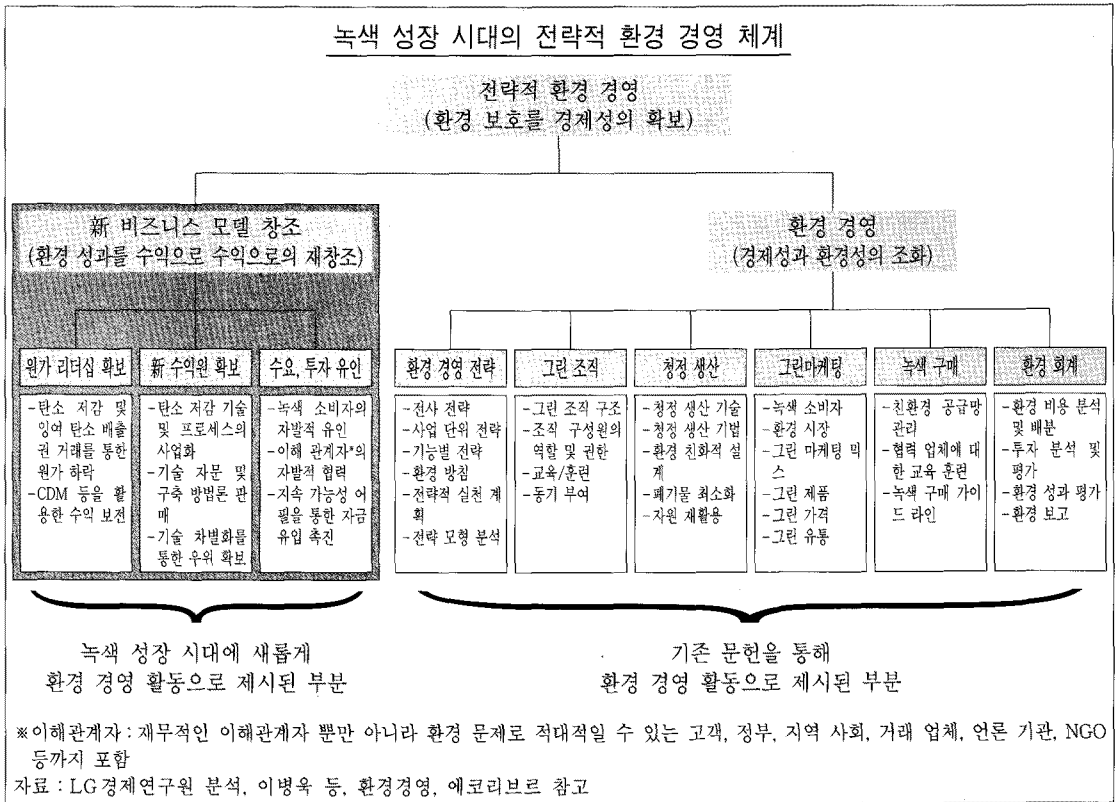 녹색 성장 시대의 전략적 환경 경영 체계
전략적 환경 경영
(환경 보호를 경제성의 확보)
新 비즈니스 모델 창조
(환경 성과를 수익으로 수익으로의 재창조)
환경 경영
(경제성과 환경성의 조화)
원가 리더십 확보
-탄소 저감 및
잉여 탄소 배출
권 거래를 통한
원가 하락
-CDM 등을 활
용한 수익 보전
新 수익원 확보
-탄소 저감 기술
및 프로세스의
사업화
-기술 자문 및
구축 방법론 판
매
-기술 차별화를
통한 우위 확보
수요, 투자 유인
-녹색 소비자의
자발적 유인
-이해 관계자*의
자발적 협력
-지속 가능성 어
필을 통한 자금
유입 촉진
환경 경영 전략
-전사 전략
-사업 단위 전략
-기능별 전략
-환경 방침
-전략적 실천 계
획
-전략 모형 분석
그린 조직
-그린 조직 구조
-조직 구성원의
역할 및 권한
-교육/훈련
-동기 부여
청정 생산
-청정 생산 기술
-청정 생산 기법
-환경 친화적 설
계
-폐기물 최소화
-자원 재활용
그린마케팅
-녹색 소비자
-환경 시장
-그린 마케팅 믹
스
-그린 제품
-그린 가격
-그린 유통
녹색 구매
-친환경 공급망
관리
-협력 업체에 대
한 교육 훈련
-녹색 구매 가이
드 라인
환경 회계
-환경 비용 분석
및 배분
-투자 분석 및
평가
-환경 성과 평가
-환경 보고
녹색 성장 시대에 새롭게
환경 경영 활동으로 제시된 부분
기존 문헌을 통해
환경 경영 활동으로 제시된 부분
※이해관계자 : 재무적인 이해관계자 뿐만 아니라 환경 문제로 적대적일 수 있는 고객, 정부, 지역 사회, 거래 업체, 언론 기관, NGO
등까지 포함
자료 : LG경제연구원 분석, 이병욱 등, 환경경영, 에코리브르 참고